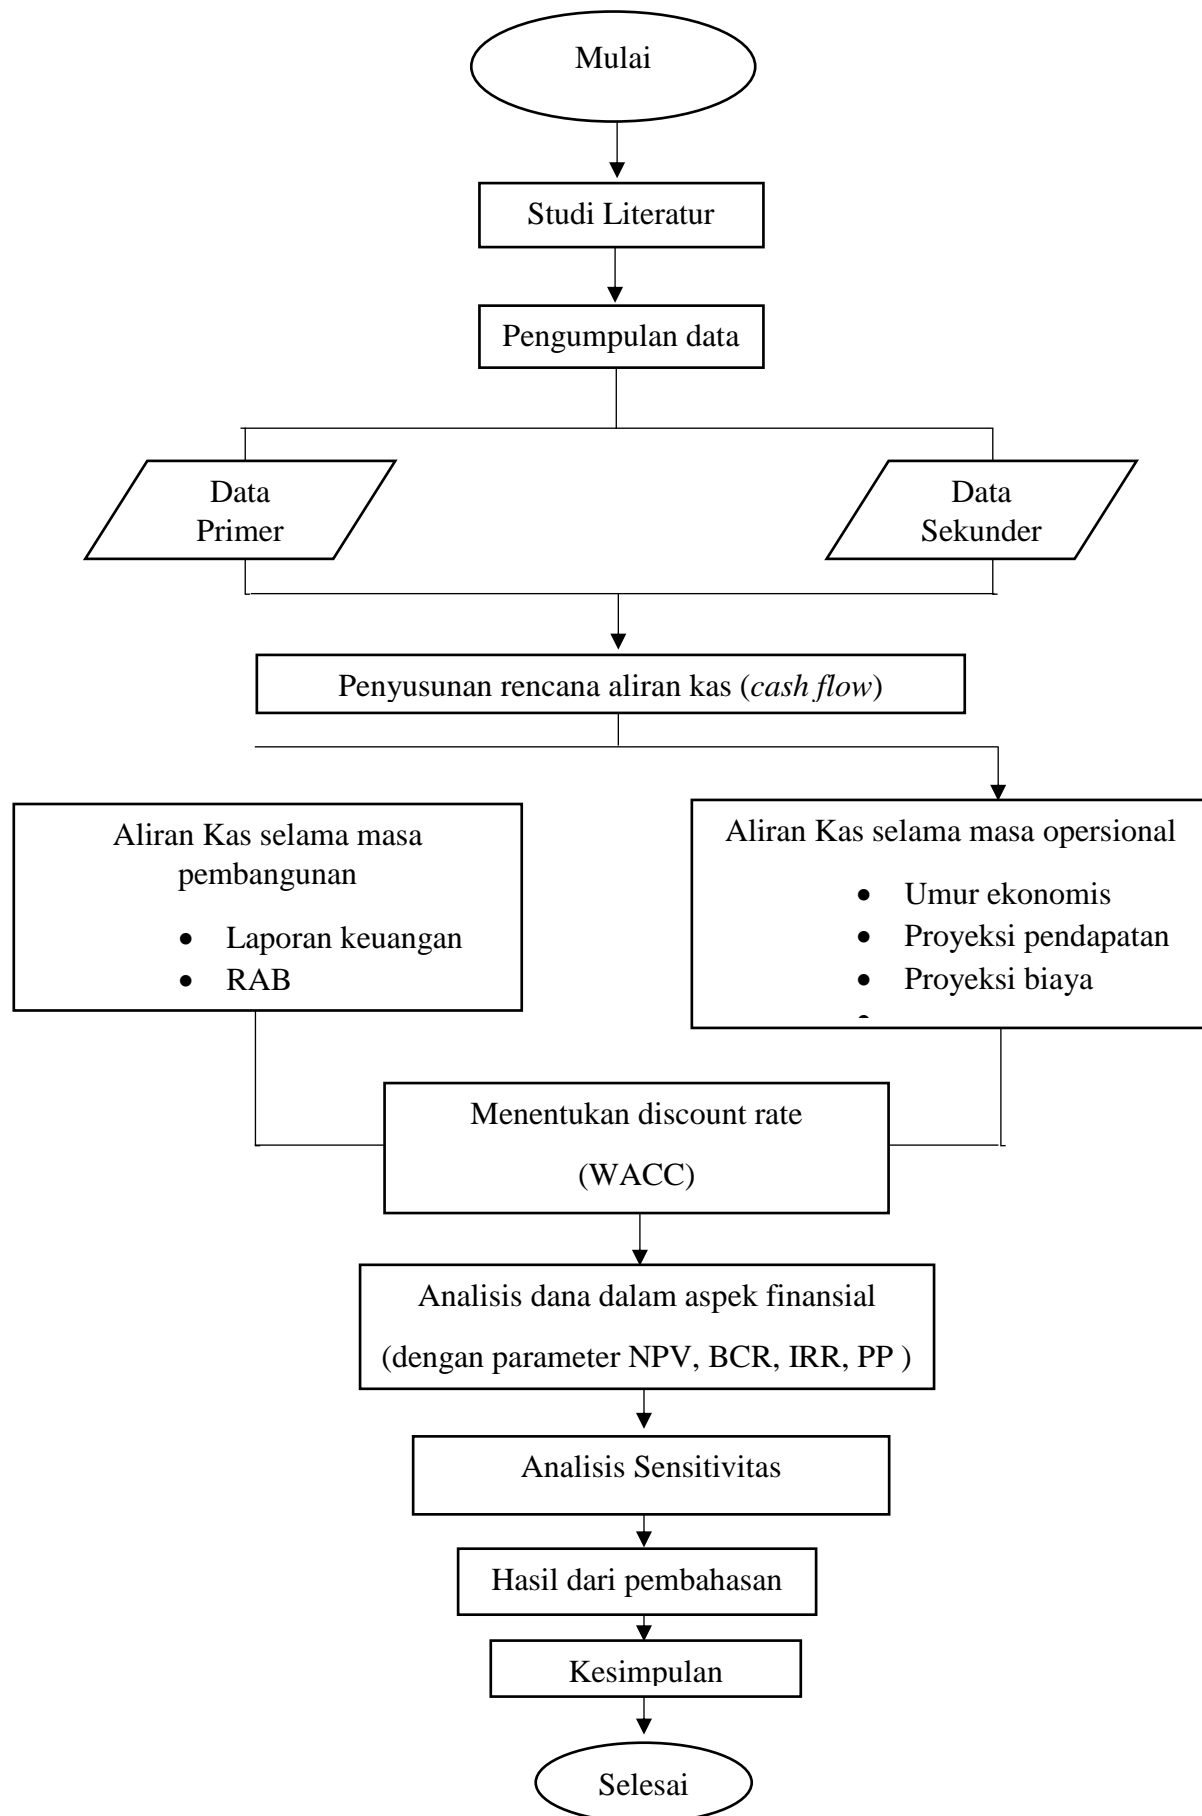 Mulai
Studi Literatur
Pengumpulan data
Data
Primer
Data
Sekunder
Penyusunan rencana aliran kas (cash flow)
Aliran Kas selama masa
pembangunan
• Laporan keuangan
• RAB
Aliran Kas selama masa opersional
• Umur ekonomis
• Proyeksi pendapatan
• Proyeksi biaya
Menentukan discount rate
(WACC)
Analisis dana dalam aspek finansial
(dengan parameter NPV, BCR, IRR, PP )
Analisis Sensitivitas
Hasil dari pembahasan
Kesimpulan
Selesai